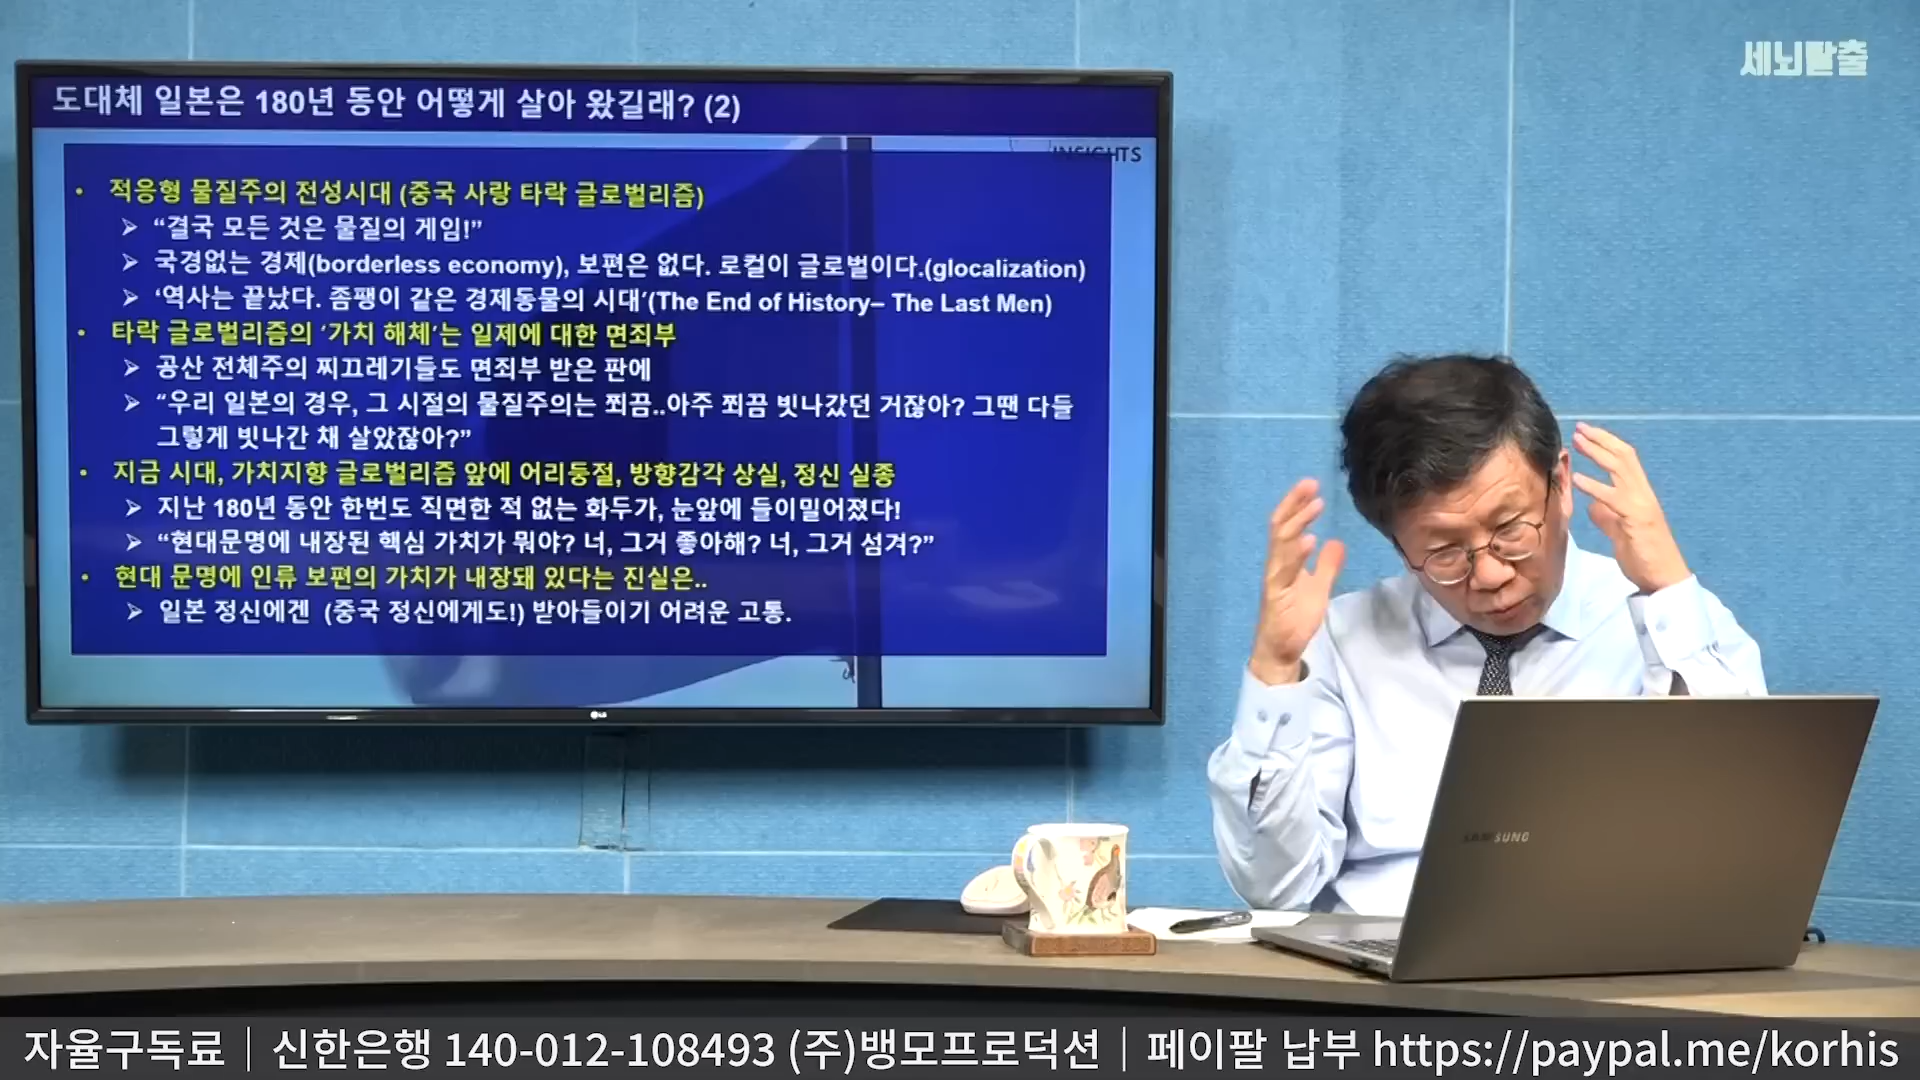 세뇌탈출
도대체 일본은 180년 동안 어떻게 살아 왔길래? (2)
INSIGHTS
• 적응형 물질주의 전성시대 (중국 사랑 타락 글로벌리즘)
➢ “결국 모든 것은 물질의 게임!”
➢ 국경없는 경제(borderless economy), 보편은 없다. 로컬이 글로벌이다.(glocalization)
➢ ‘역사는 끝났다. 좀팽이 같은 경제동물의 시대’(The End of History– The Last Men)
• 타락 글로벌리즘의 ‘가치 해체’는 일제에 대한 면죄부
➢ 공산 전체주의 찌끄레기들도 면죄부 받은 판에
➢ “우리 일본의 경우, 그 시절의 물질주의는 쬐끔..아주 쬐끔 빗나갔던 거잖아? 그땐 다들
그렇게 빗나간 채 살았잖아?”
• 지금 시대, 가치지향 글로벌리즘 앞에 어리둥절, 방향감각 상실, 정신 실종
➢ 지난 180년 동안 한번도 직면한 적 없는 화두가, 눈앞에 들이밀어졌다!
➢ “현대문명에 내장된 핵심 가치가 뭐야? 너, 그거 좋아해? 너, 그거 섬겨?”
• 현대 문명에 인류 보편의 가치가 내장돼 있다는 진실은..
➢ 일본 정신에겐 (중국 정신에게도!) 받아들이기 어려운 고통.
LG
SAMSUNG
자율구독료｜신한은행 140-012-108493 (주)뱅모프로덕션｜페이팔 납부 https://paypal.me/korhis